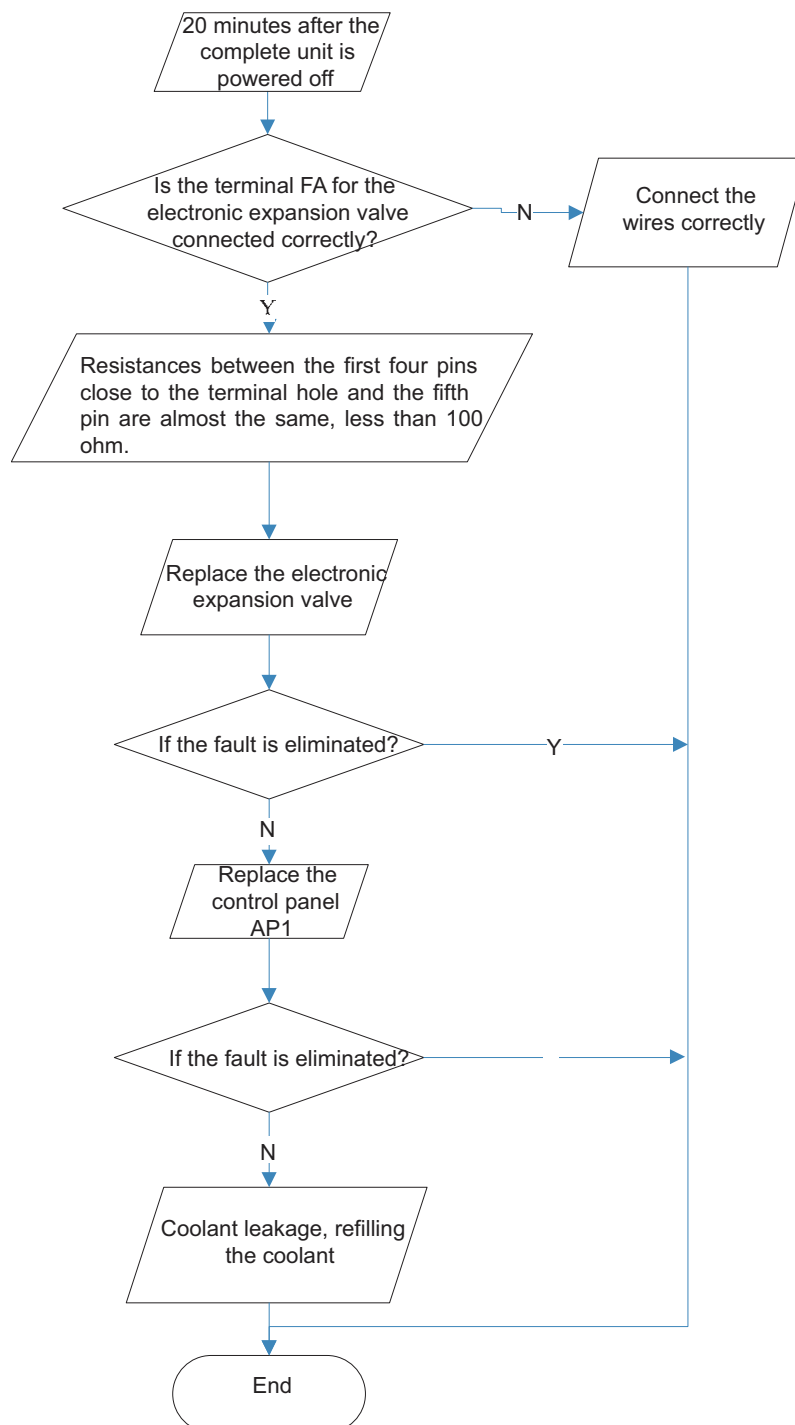 20 minutes after the
complete unit is
powered off
Is the terminal FA for the
electronic expansion valve
connected correctly?
N
Connect the
wires correctly
Y
Resistances between the first four pins
close to the terminal hole and the fifth
pin are almost the same, less than 100
ohm.
Replace the electronic
expansion valve
If the fault is eliminated?
Y
N
Replace the
control panel
AP1
If the fault is eliminated?
N
Coolant leakage, refilling
the coolant
End